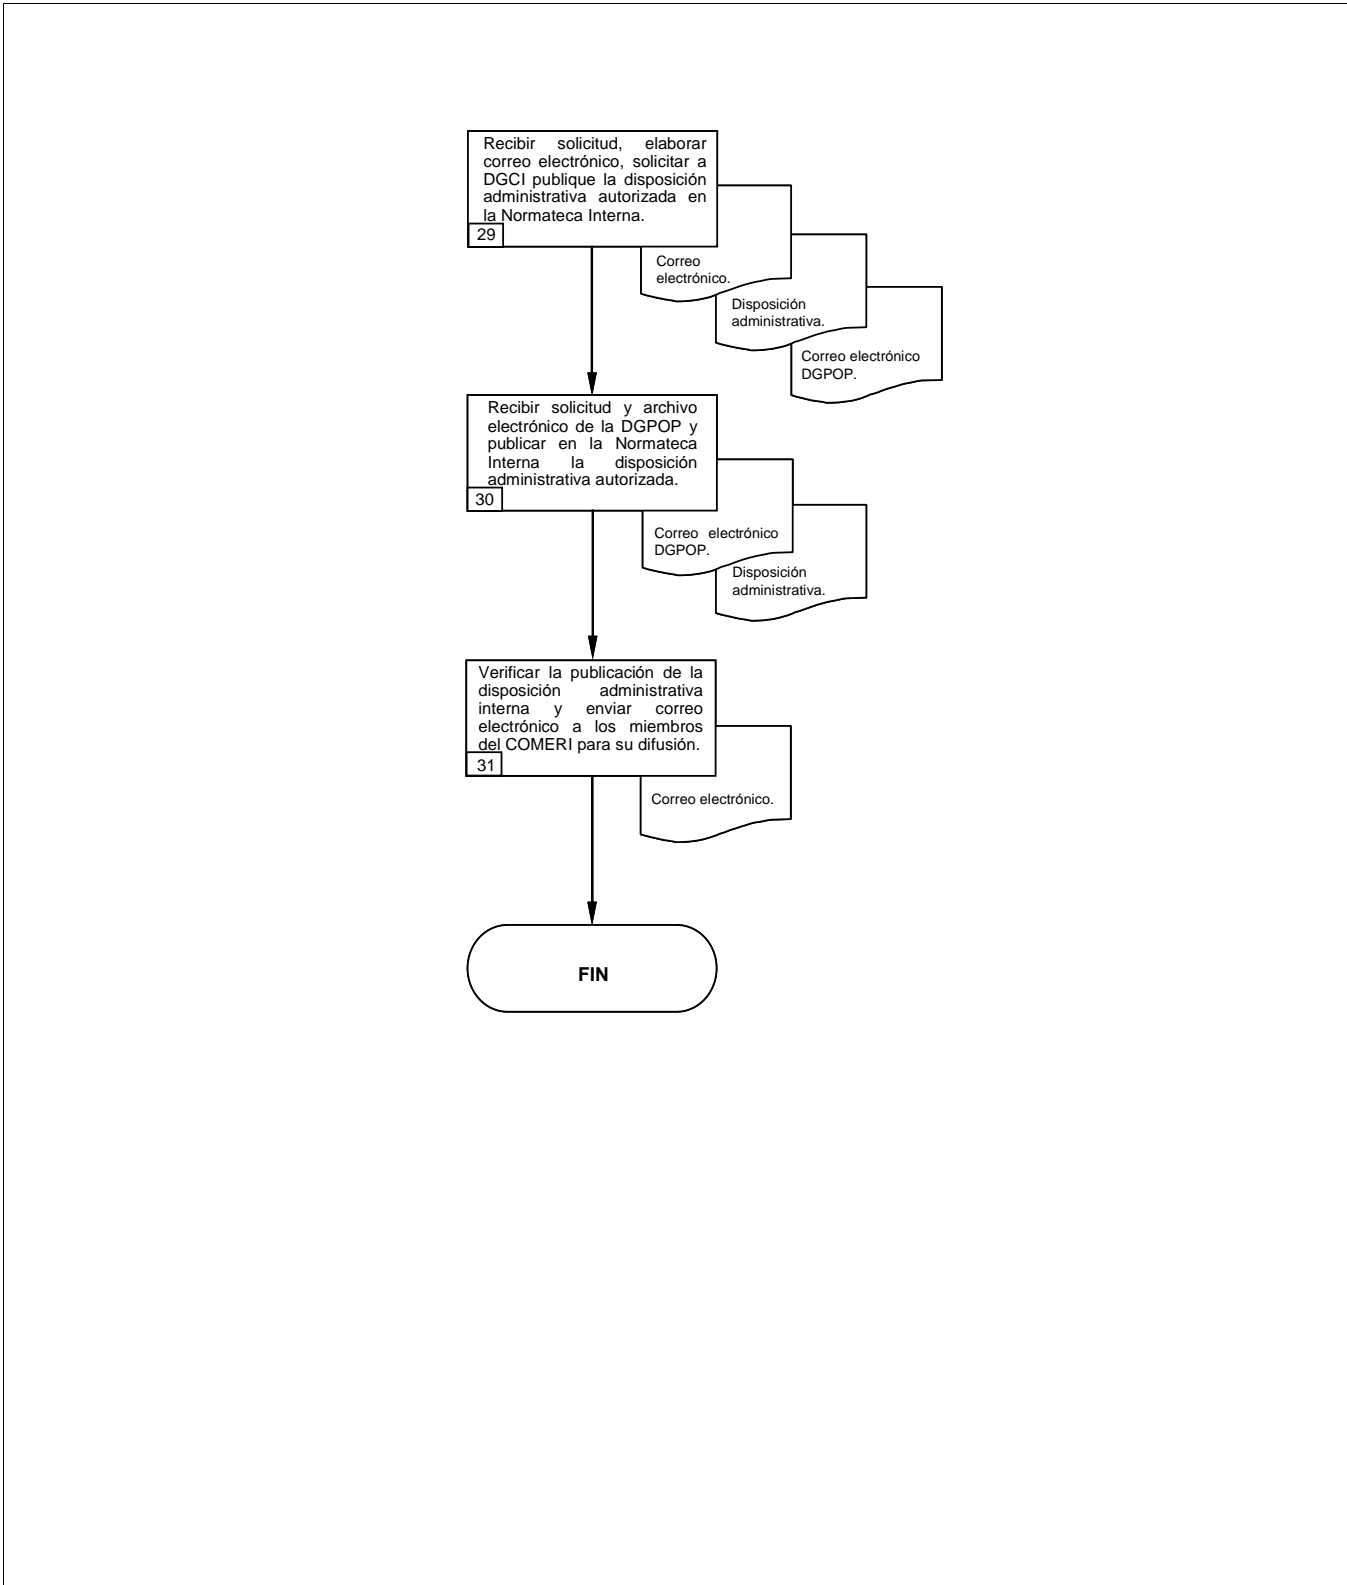 Recibir solicitud, elaborar
correo electrónico, solicitar a
DGCI publique la disposición
administrativa autorizada en
la Normateca Interna.
29
Correo
electrónico.
Disposición
administrativa.
Correo electrónico
DGPOP.
Recibir solicitud y archivo
electrónico de la DGPOP y
publicar en la Normateca
Interna la disposición
administrativa autorizada.
30
Correo electrónico
DGPOP.
Disposición
administrativa.
Verificar la publicación de la
disposición administrativa
interna y enviar correo
electrónico a los miembros
del COMERI para su difusión.
31
Correo electrónico.
FIN